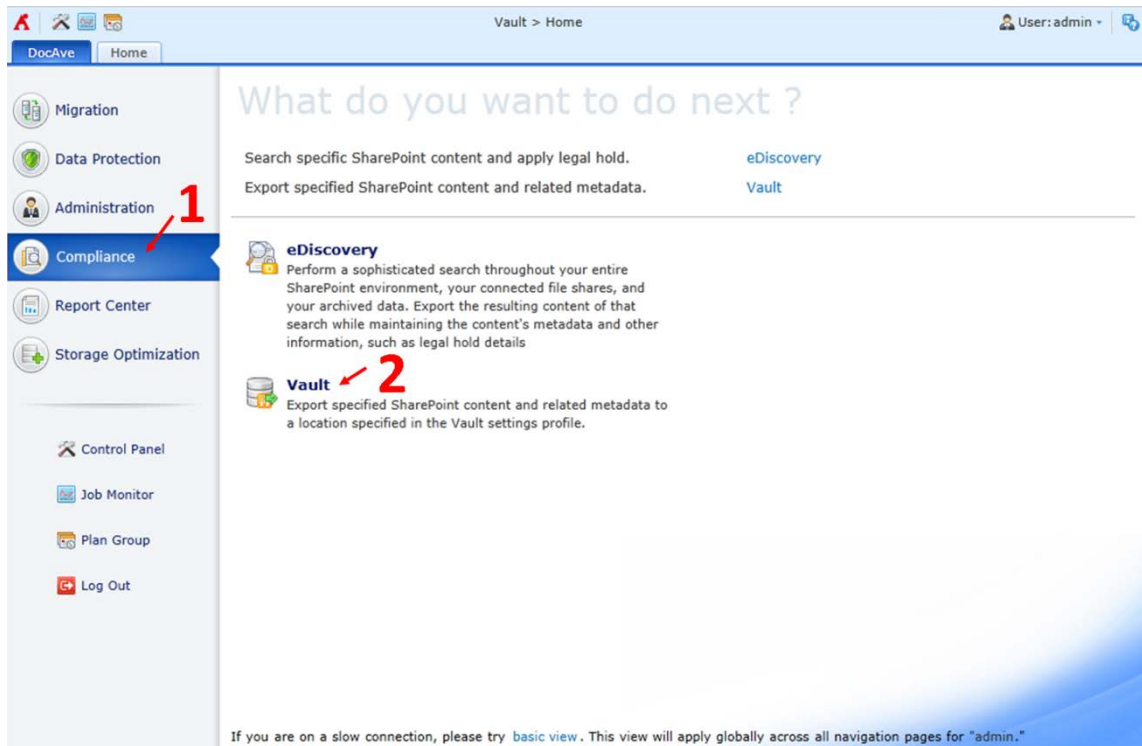 Vault > Home
User: admin
DocAve Home
What do you want to do next ?
Migration
Data Protection
Administration
1
Compliance
Report Center
Storage Optimization
Control Panel
Job Monitor
Plan Group
Log Out
Search specific SharePoint content and apply legal hold. eDiscovery
Export specified SharePoint content and related metadata. Vault
eDiscovery
Perform a sophisticated search throughout your entire
SharePoint environment, your connected file shares, and
your archived data. Export the resulting content of that
search while maintaining the content's metadata and other
information, such as legal hold details
Vault 2
Export specified SharePoint content and related metadata to
a location specified in the Vault settings profile.
If you are on a slow connection, please try basic view. This view will apply globally across all navigation pages for "admin."